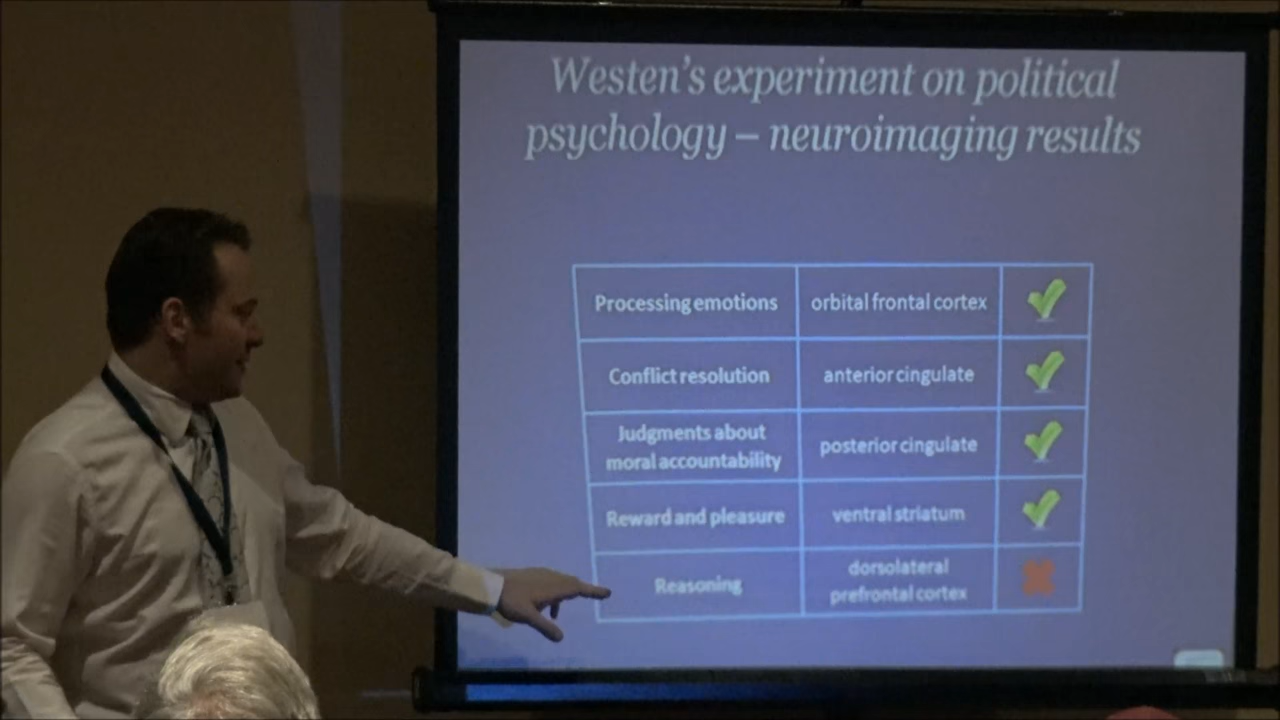 Westen's experiment on political
psychology – neuroimaging results
Processing emotions
orbital frontal cortex
Conflict resolution
anterior cingulate
Judgments about
moral accountability
posterior cingulate
Reward and pleasure
ventral striatum
Reasoning
dorsolateral
prefrontal cortex